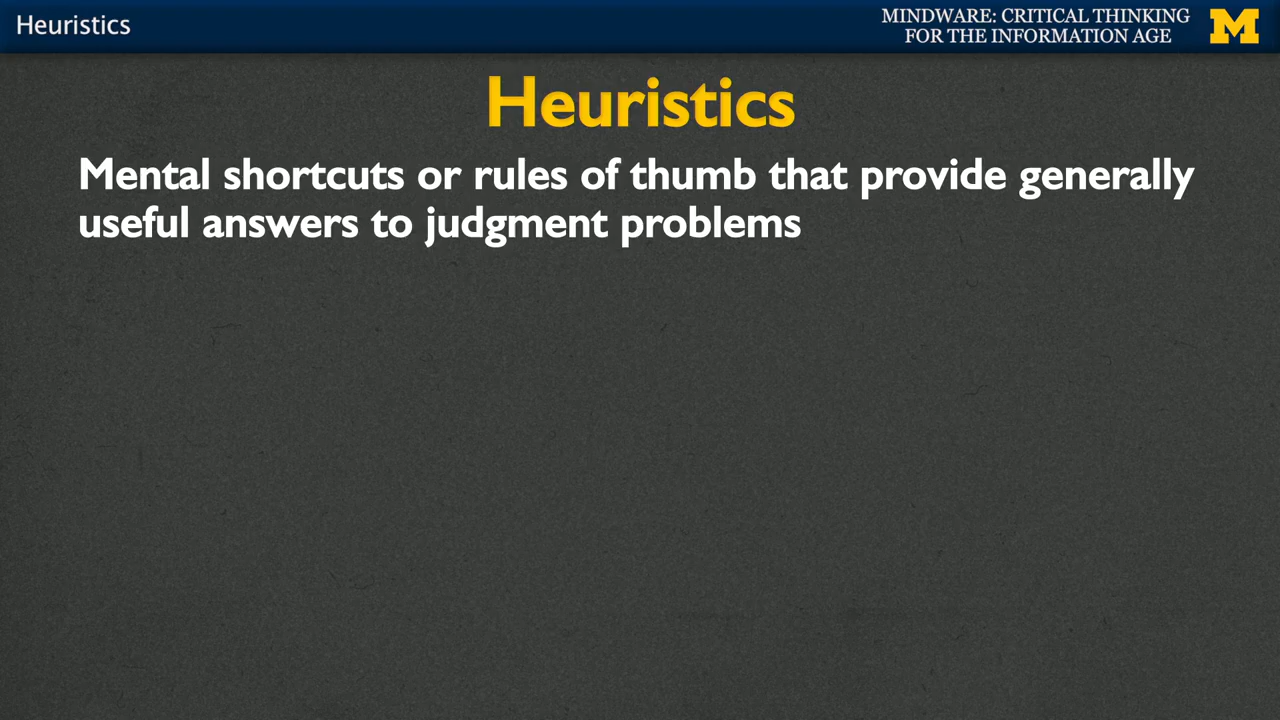 Heuristics
MINDWARE: CRITICAL THINKING
FOR THE INFORMATION AGE
M
Heuristics
Mental shortcuts or rules of thumb that provide generally
useful answers to judgment problems